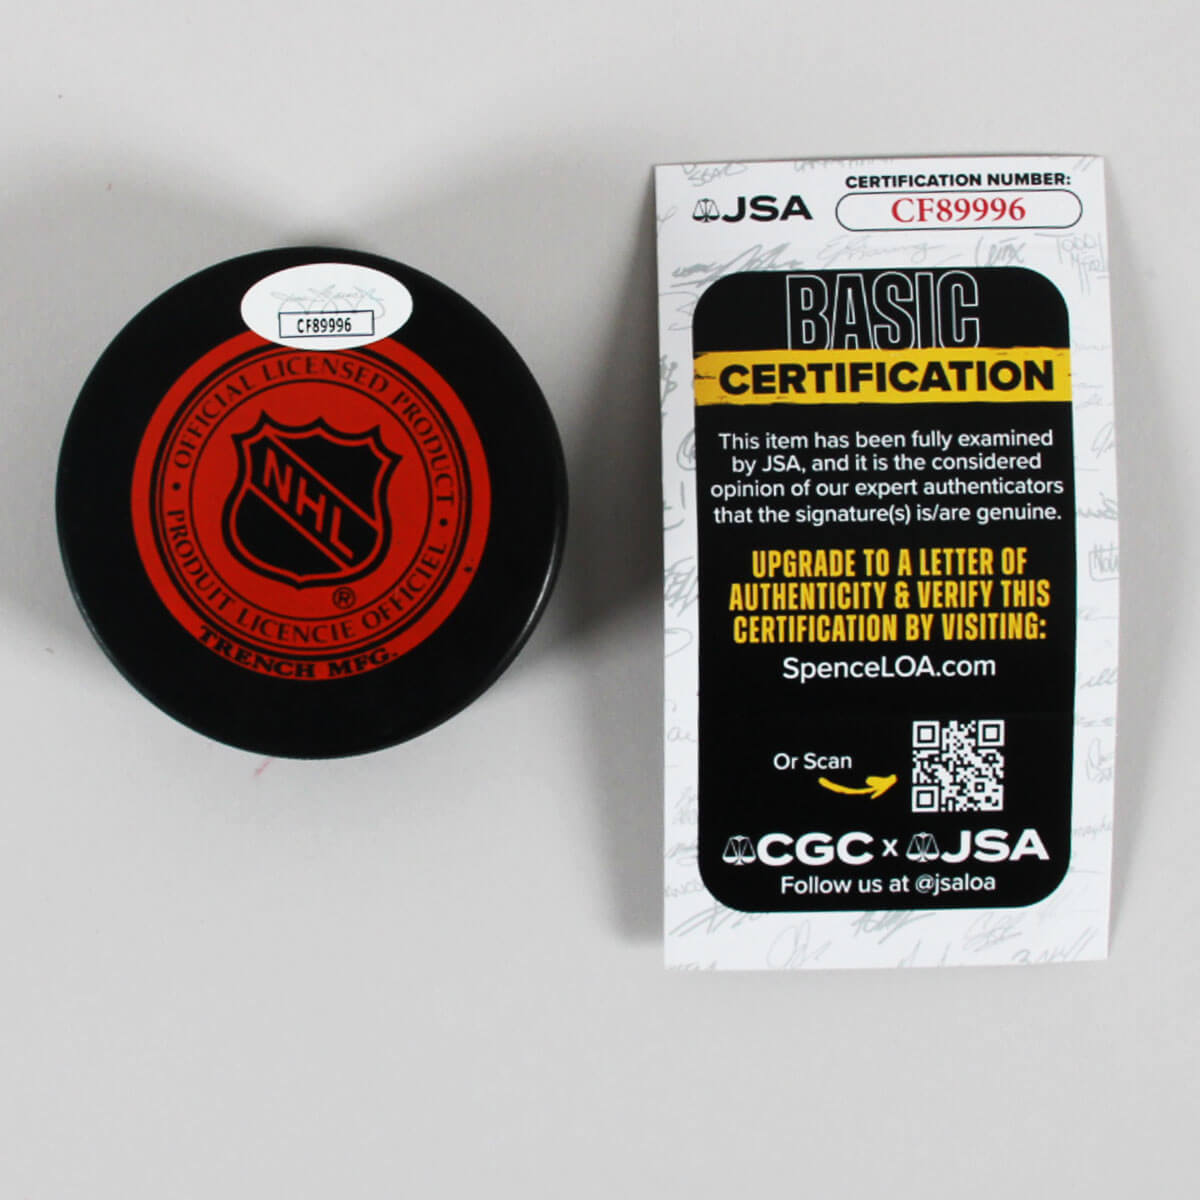 CF89996
OFFICIAL LICENSED PRODUCT
NHL
®
• PRODUIT LICENCIE OFFICIEL •
TRENCH MFG.
JSA
CERTIFICATION NUMBER:
CF89996
BASIC
CERTIFICATION
This item has been fully examined
by JSA, and it is the considered
opinion of our expert authenticators
that the signature(s) is/are genuine.
UPGRADE TO A LETTER OF
AUTHENTICITY & VERIFY THIS
CERTIFICATION BY VISITING:
SpenceLOA.com
Or Scan
CGC x JSA
Follow us at @jsaloa